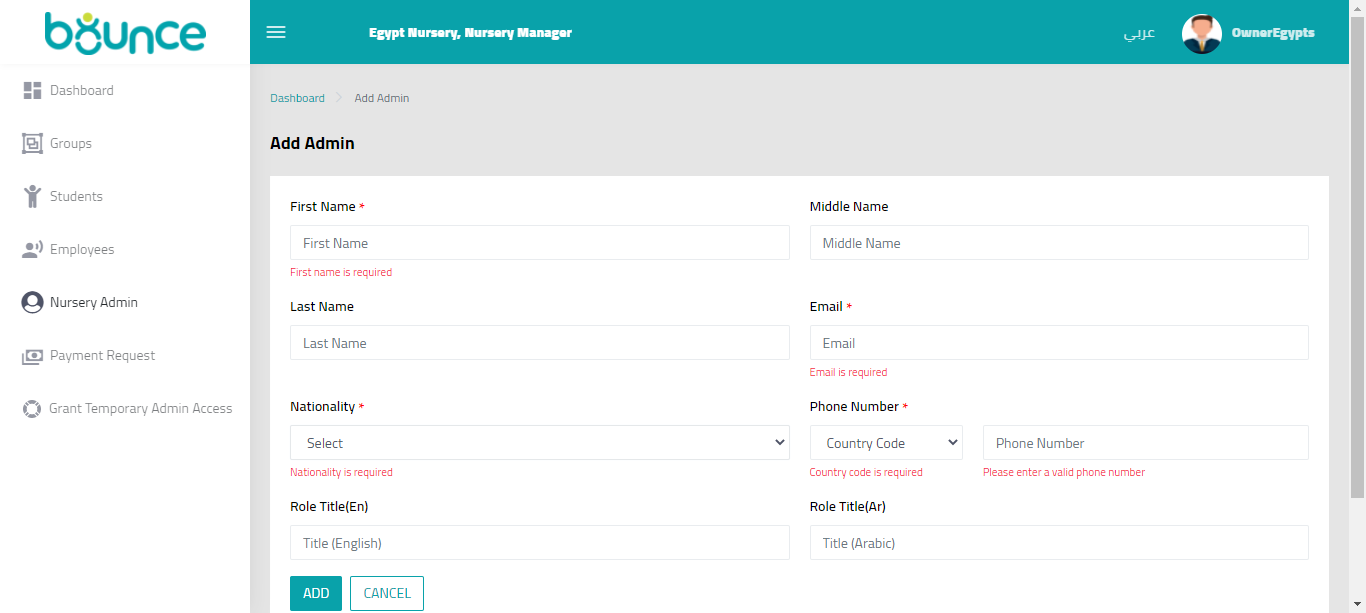 bounce
Egypt Nursery, Nursery Manager
عربي
OwnerEgypts
Dashboard
Groups
Students
Employees
Nursery Admin
Payment Request
Grant Temporary Admin Access
Dashboard > Add Admin
Add Admin
First Name *
First Name
First name is required
Middle Name
Middle Name
Last Name
Last Name
Email *
Email
Email is required
Nationality *
Select
Nationality is required
Phone Number *
Country Code
Country code is required
Phone Number
Please enter a valid phone number
Role Title(En)
Title (English)
Role Title(Ar)
Title (Arabic)
ADD
CANCEL